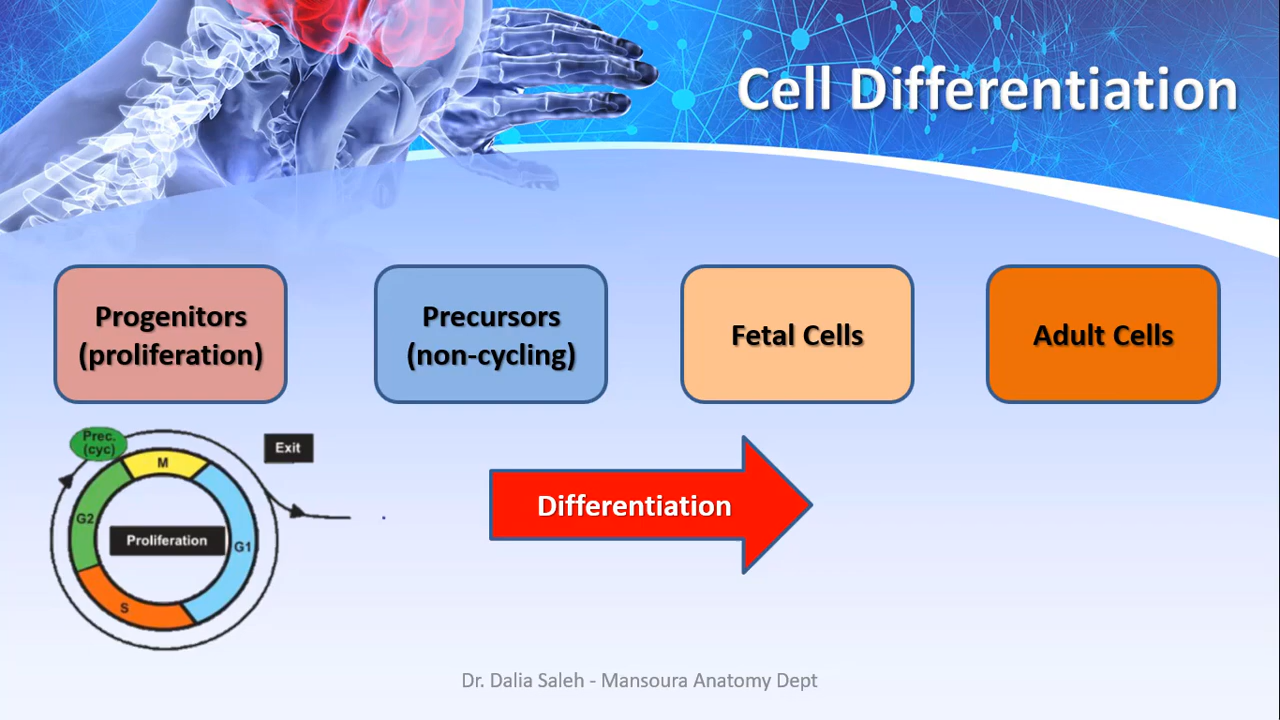 Cell Differentiation
Progenitors
(proliferation)
Precursors
(non-cycling)
Fetal Cells
Adult Cells
Prec.
(cyc)
Exit
M
G2
Proliferation
G1
S
Differentiation
Dr. Dalia Saleh - Mansoura Anatomy Dept